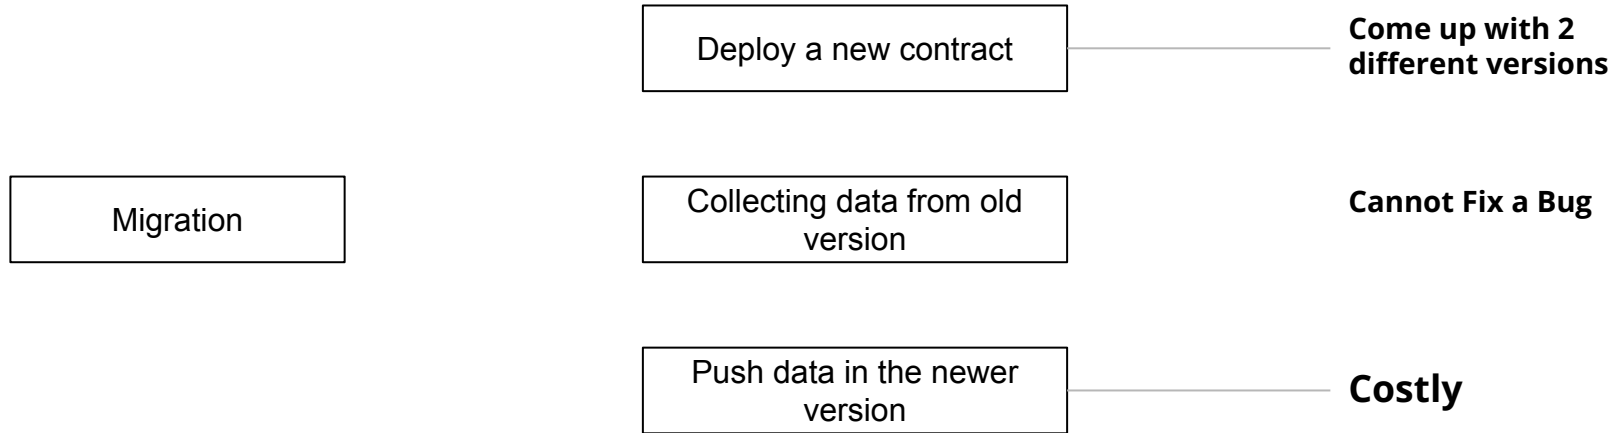 Deploy a new contract
Come up with 2
different versions
Migration
Collecting data from old
version
Cannot Fix a Bug
Push data in the newer
version
Costly